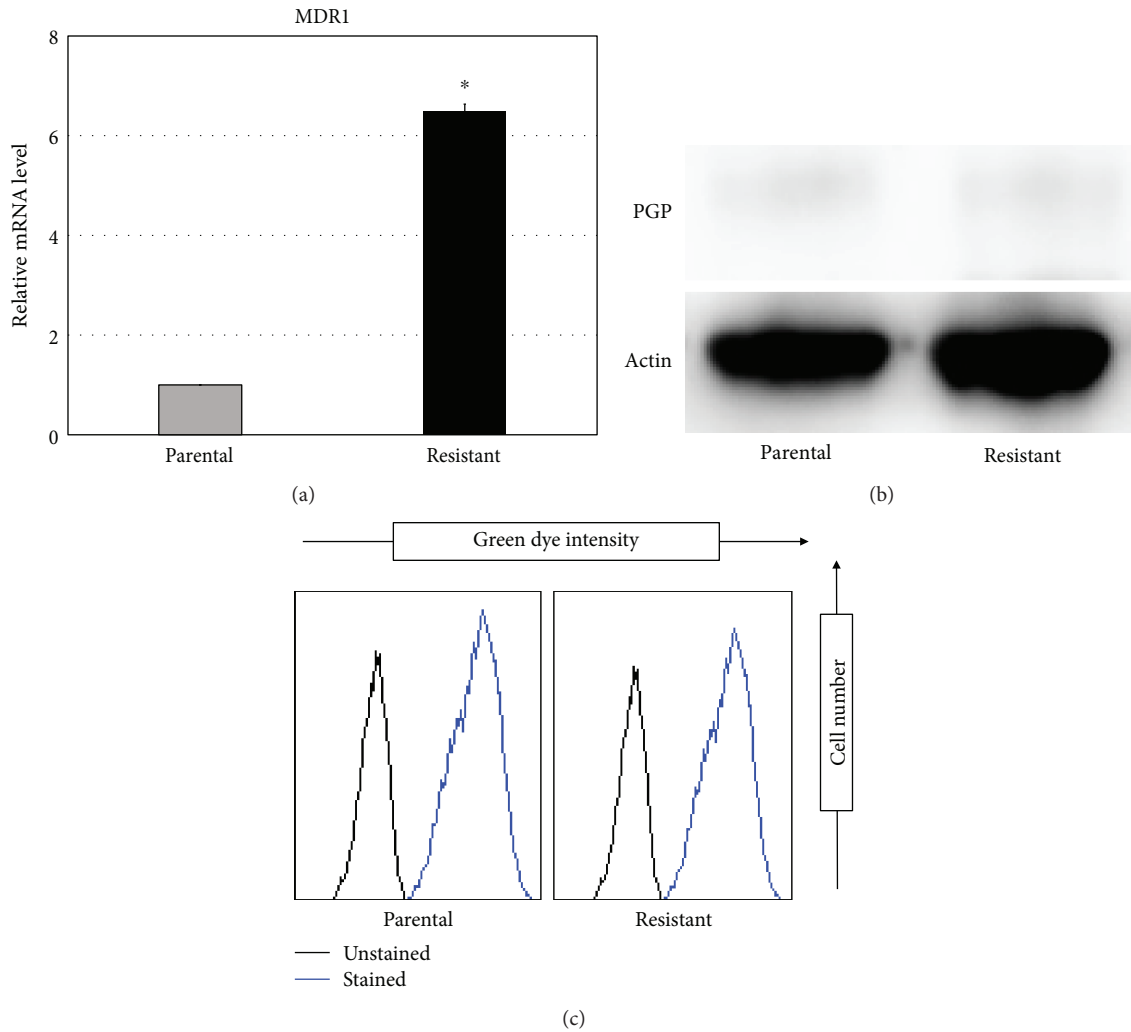 MDR1
8
6
4
2
0
Relative mRNA level
*
Parental
Resistant
(a)
PGP
Actin
Parental
Resistant
(b)
Green dye intensity
Cell number
Parental
Resistant
Unstained
Stained
(c)